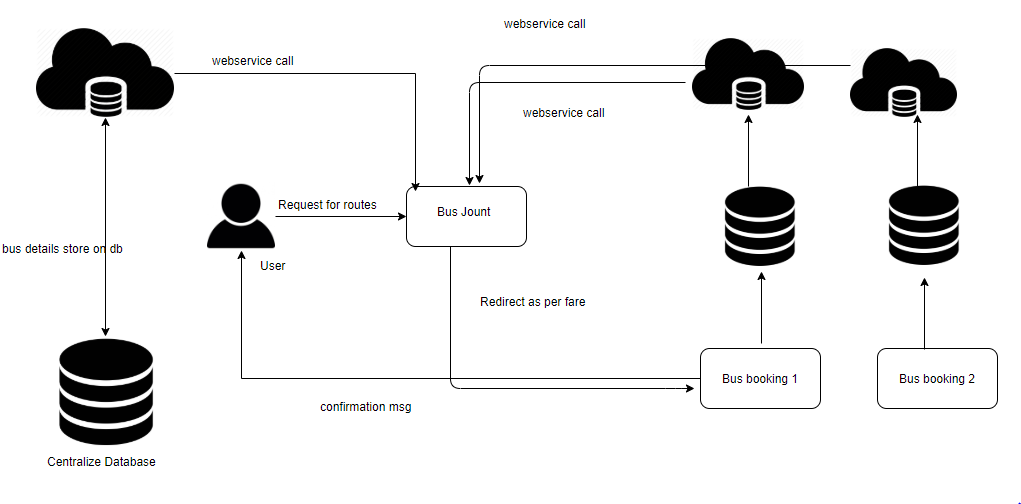 webservice call
webservice call
webservice call
Request for routes
Bus Jount
bus details store on db
User
Redirect as per fare
Bus booking 1
Bus booking 2
confirmation msg
Centralize Database